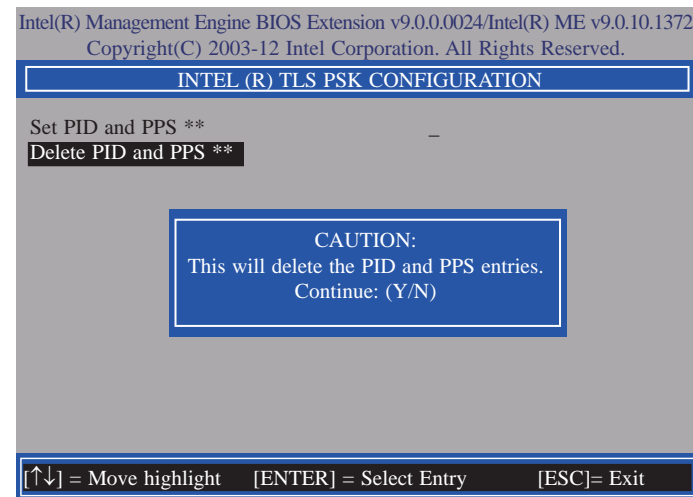 Intel(R) Management Engine BIOS Extension v9.0.0.0024/Intel(R) ME v9.0.10.1372
Copyright(C) 2003-12 Intel Corporation. All Rights Reserved.
INTEL (R) TLS PSK CONFIGURATION
Set PID and PPS ** _
Delete PID and PPS **
CAUTION:
This will delete the PID and PPS entries.
Continue: (Y/N)
[↑↓] = Move highlight [ENTER] = Select Entry [ESC]= Exit